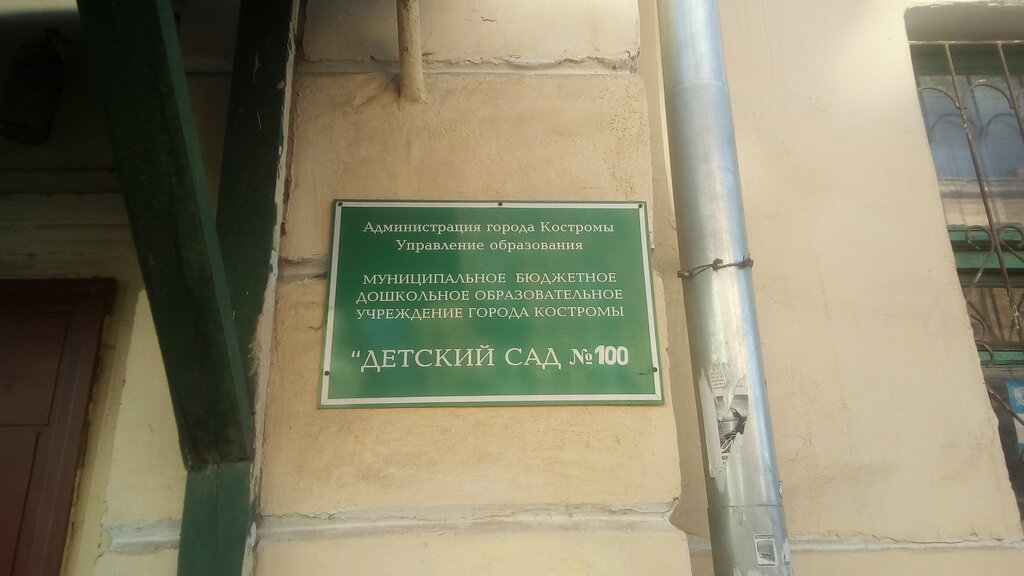 Администрация города Костромы
Управление образования
МУНИЦИПАЛЬНОЕ БЮДЖЕТНОЕ
ДОШКОЛЬНОЕ ОБРАЗОВАТЕЛЬНОЕ
УЧРЕЖДЕНИЕ ГОРОДА КОСТРОМЫ
“ДЕТСКИЙ САД №100